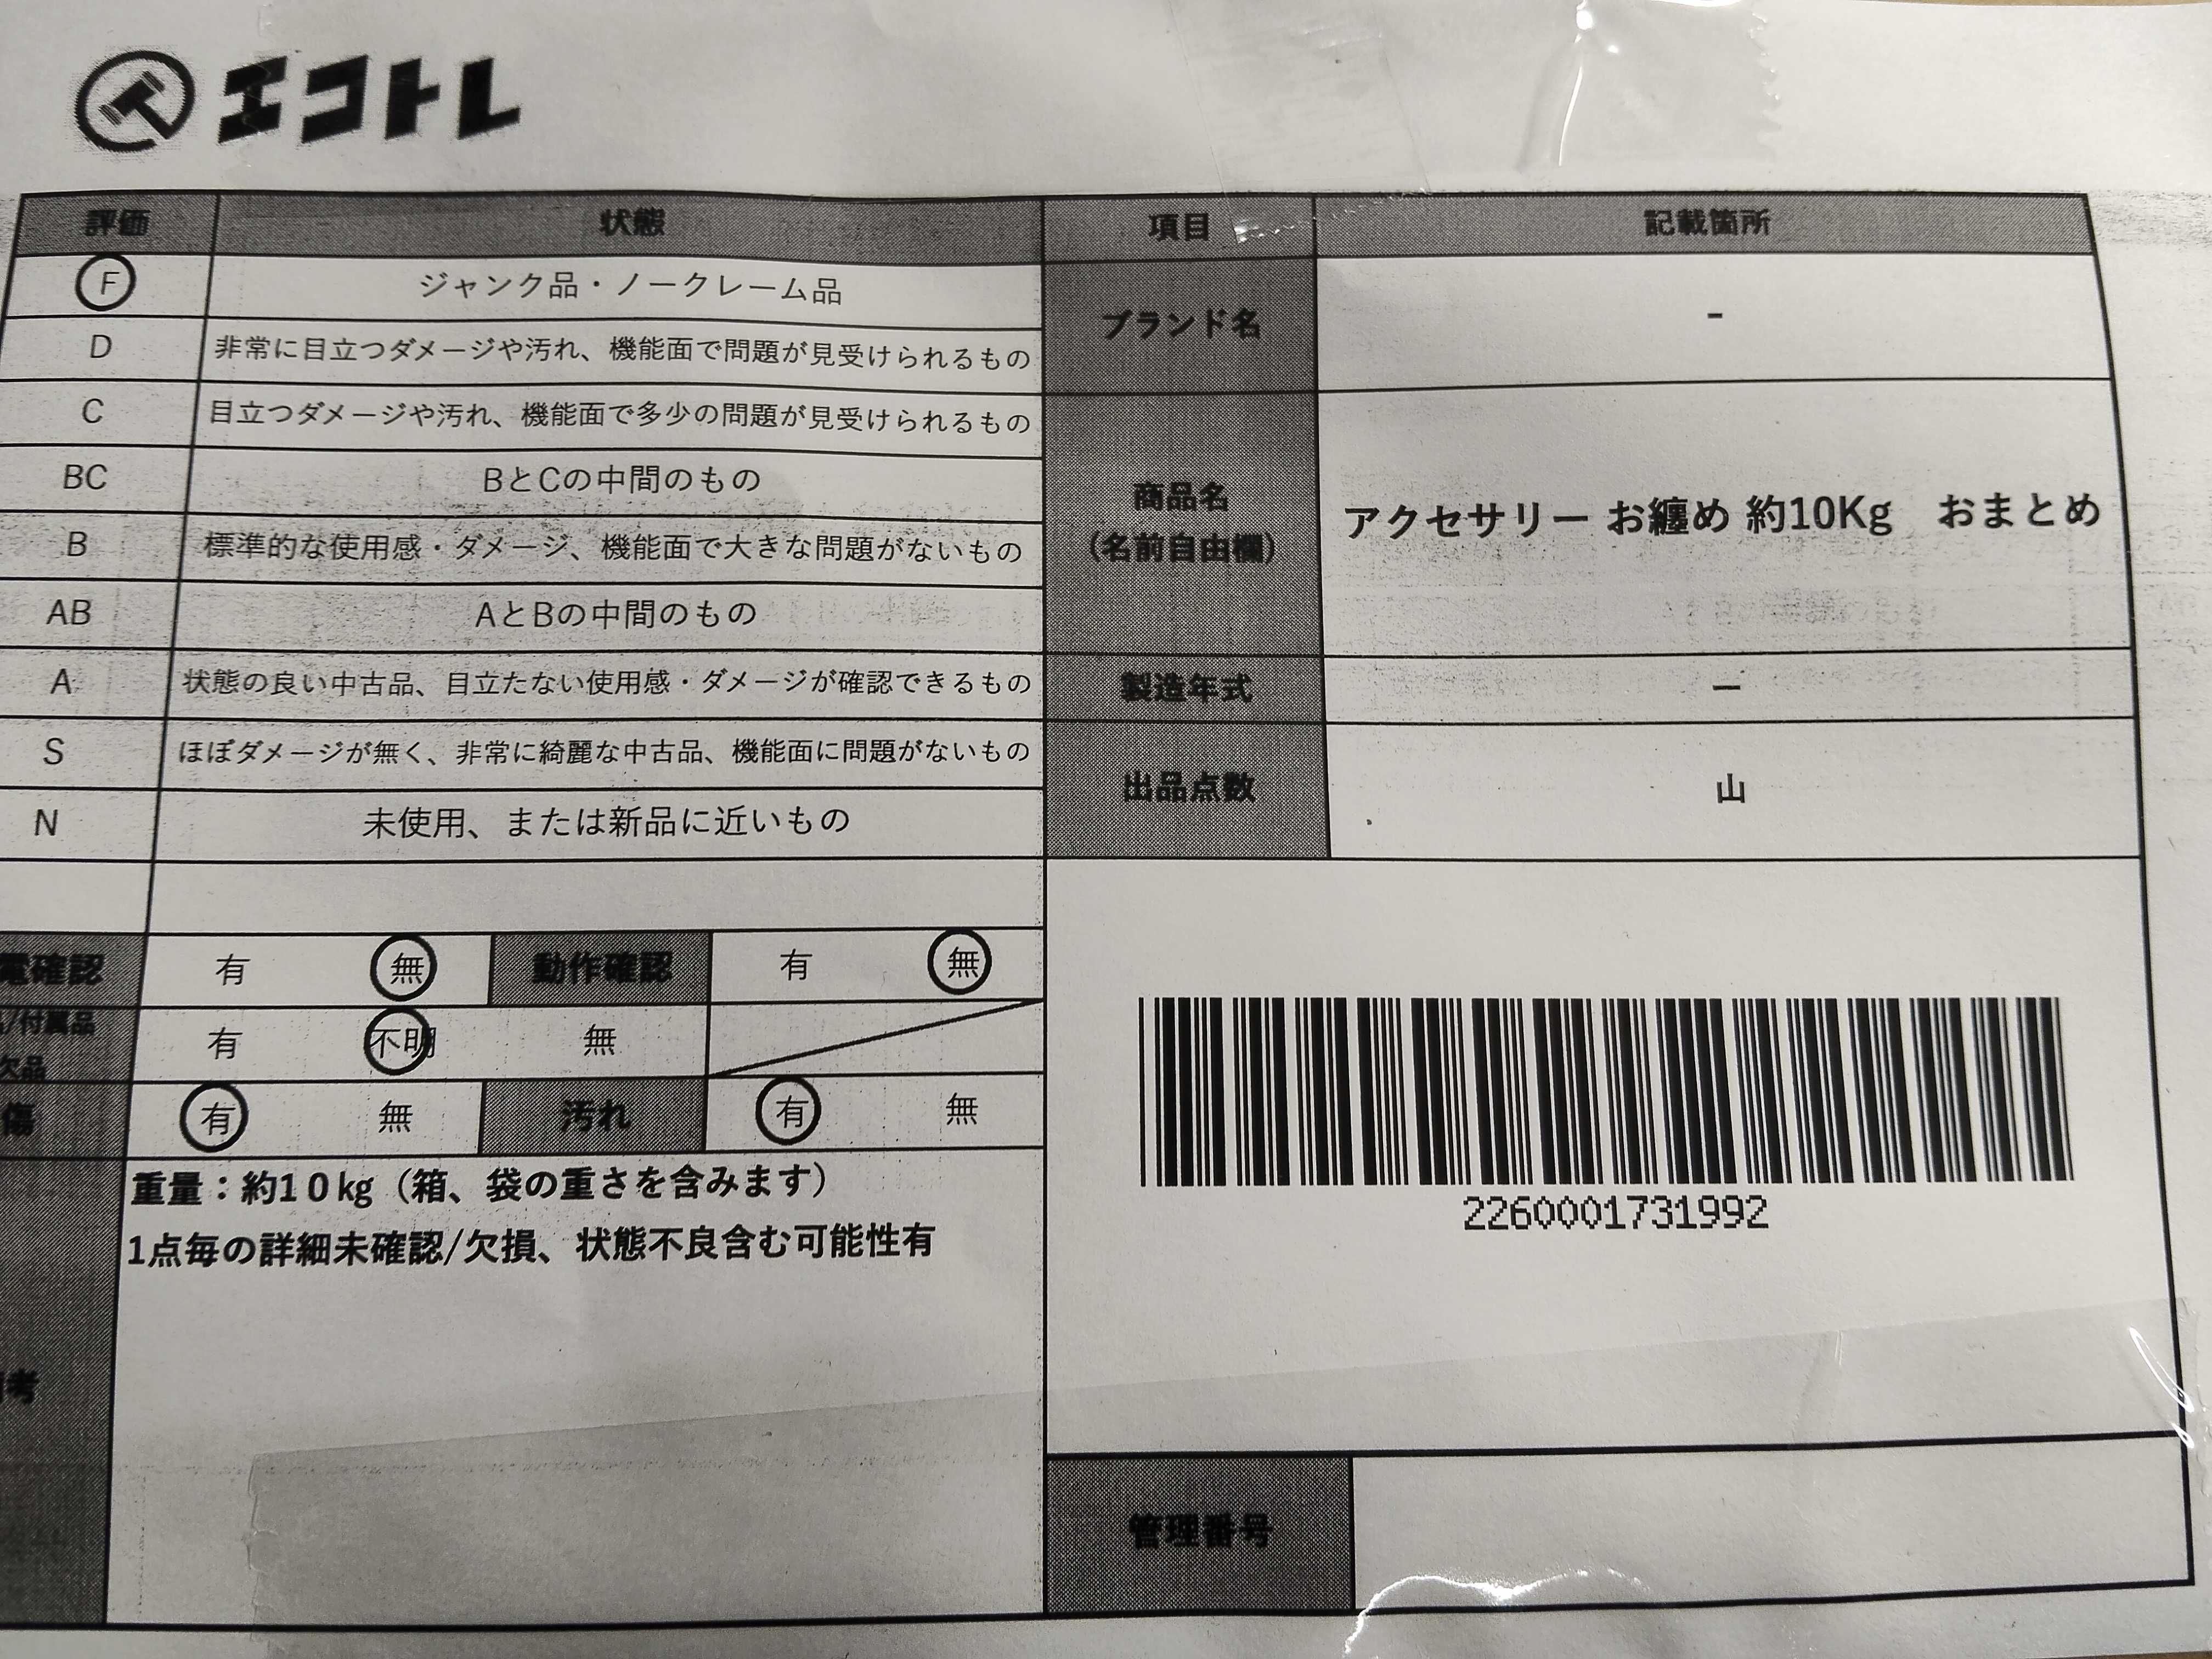 エコトレ
評価 状態
F ジャンク品・ノークレーム品
D 非常に目立つダメージや汚れ、機能面で問題が見受けられるもの
C 目立つダメージや汚れ、機能面で多少の問題が見受けられるもの
BC BとCの中間のもの
B 標準的な使用感・ダメージ、機能面で大きな問題がないもの
AB AとBの中間のもの
A 状態の良い中古品、目立たない使用感・ダメージが確認できるもの
S ほぼダメージが無く、非常に綺麗な中古品、機能面に問題がないもの
N 未使用、または新品に近いもの
電確認 有 無 動作確認 有 無
/付属品 有 不明 無
欠品
傷 有 無 汚れ 有 無
考
重量：約10㎏（箱、袋の重さを含みます）
1点毎の詳細未確認/欠損、状態不良含む可能性有
項目 記載箇所
ブランド名 -
商品名
（名前自由欄）
アクセサリー お纏め 約10Kg　おまとめ
製造年式 ー
出品点数 山
2260001731992
管理番号